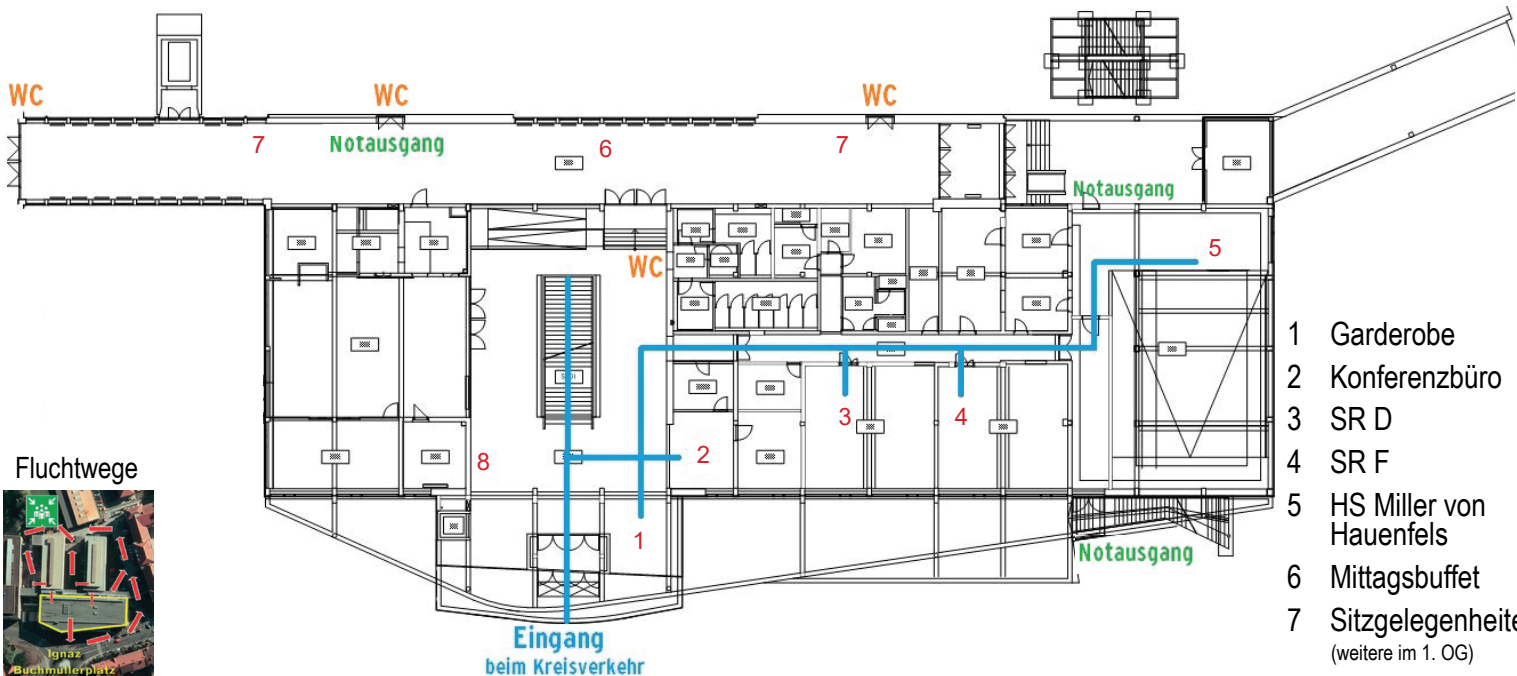 WC
WC
WC
7
Notausgang
6
7
Notausgang
5
WC
3
4
2
8
1
Notausgang
Eingang
beim Kreisverkehr
Fluchtwege
Ignaz
Buchmüllerplatz
1 Garderobe
2 Konferenzbüro
3 SR D
4 SR F
5 HS Miller von
Hauenfels
6 Mittagsbuffet
7 Sitzgelegenheite
(weitere im 1. OG)